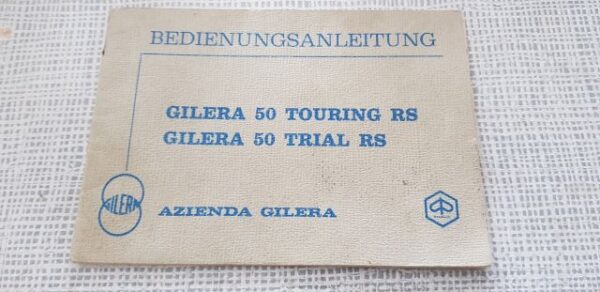 BEDIENUNGSANLEITUNG
GILERA 50 TOURING RS
GILERA 50 TRIAL RS
GILERA
AZIENDA GILERA